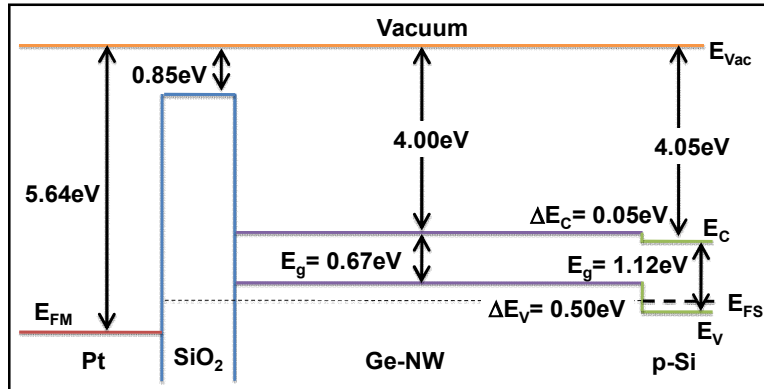 Vacuum
E_Vac
0.85eV
4.00eV
4.05eV
5.64eV
ΔE_C= 0.05eV
E_C
E_g= 0.67eV
E_g= 1.12eV
E_FM
ΔE_V= 0.50eV
E_FS
E_V
Pt
SiO₂
Ge-NW
p-Si